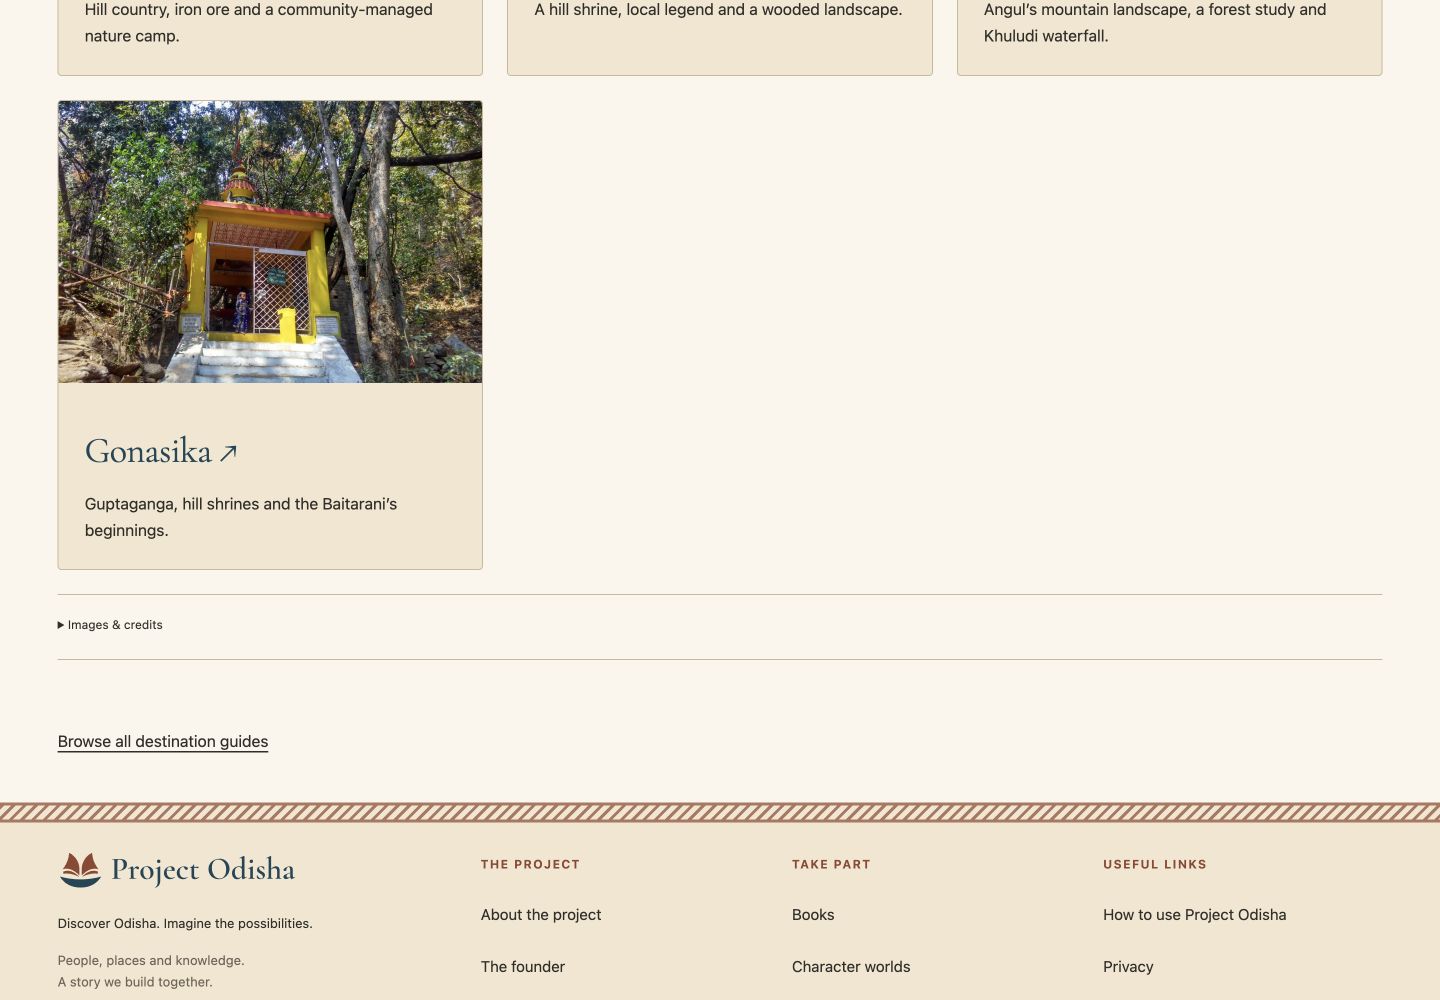 Hill country, iron ore and a community-managed
nature camp.
A hill shrine, local legend and a wooded landscape.
Angul’s mountain landscape, a forest study and
Khuludi waterfall.
Gonasika ↗
Guptaganga, hill shrines and the Baitarani’s
beginnings.
Images & credits
Browse all destination guides
Project Odisha
Discover Odisha. Imagine the possibilities.
People, places and knowledge.
A story we build together.
THE PROJECT
About the project
The founder
TAKE PART
Books
Character worlds
USEFUL LINKS
How to use Project Odisha
Privacy